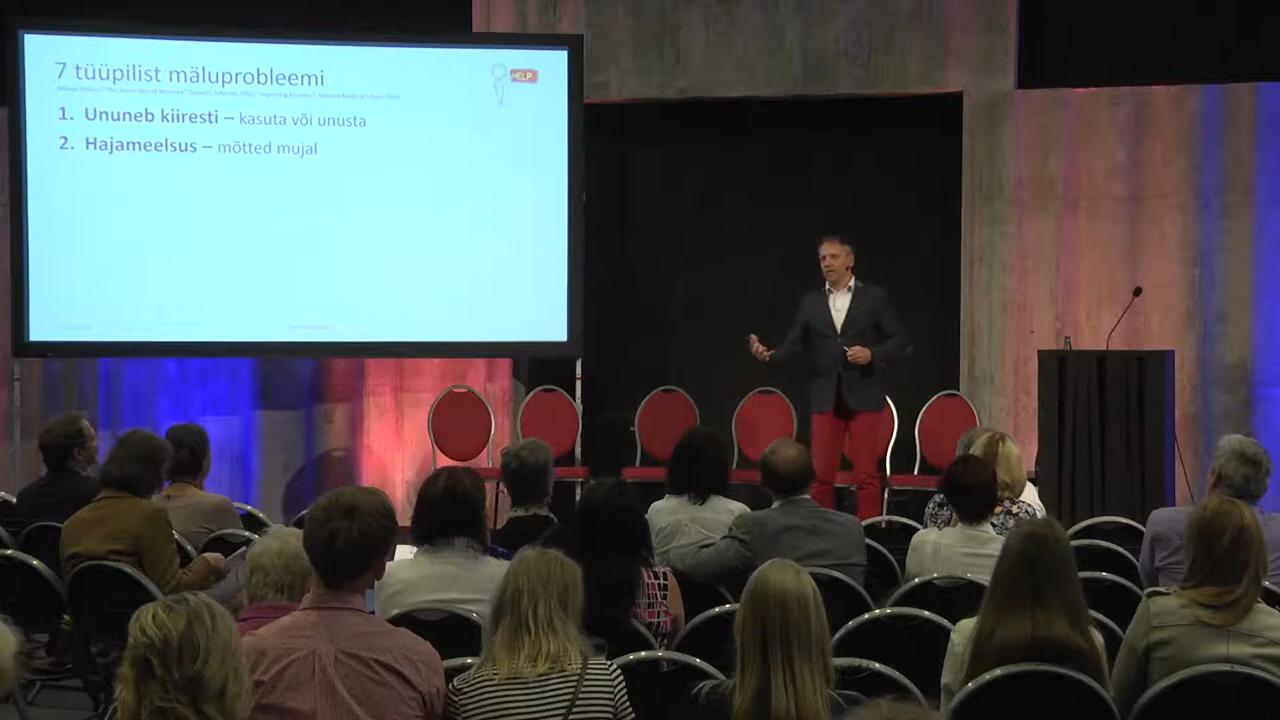 7 tüüpilist mäluprobleemi
HELP
1. Ununeb kiiresti – kasuta või unusta
2. Hajameelsus – mõtted mujal